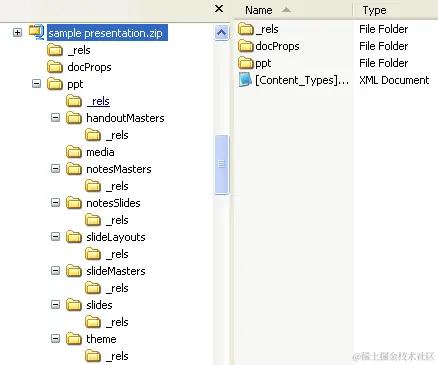 sample presentation.zip
_rels
docProps
ppt
_rels
handoutMasters
_rels
media
notesMasters
_rels
notesSlides
_rels
slideLayouts
_rels
slideMasters
_rels
slides
_rels
theme
_rels
Name Type
_rels File Folder
docProps File Folder
ppt File Folder
[Content_Types]... XML Document
@稀土掘金技术社区